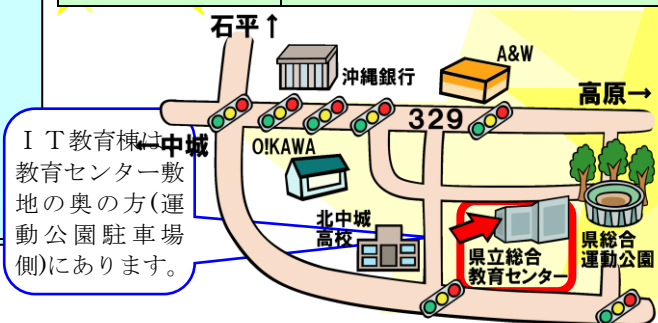 石平↑
沖縄銀行
A&W
高原→
329
←中城
O!KAWA
ＩＴ教育棟は、
教育センター敷
地の奥の方(運
動公園駐車場
側)にあります。
北中城
高校
県立総合
教育センター
県総合
運動公園